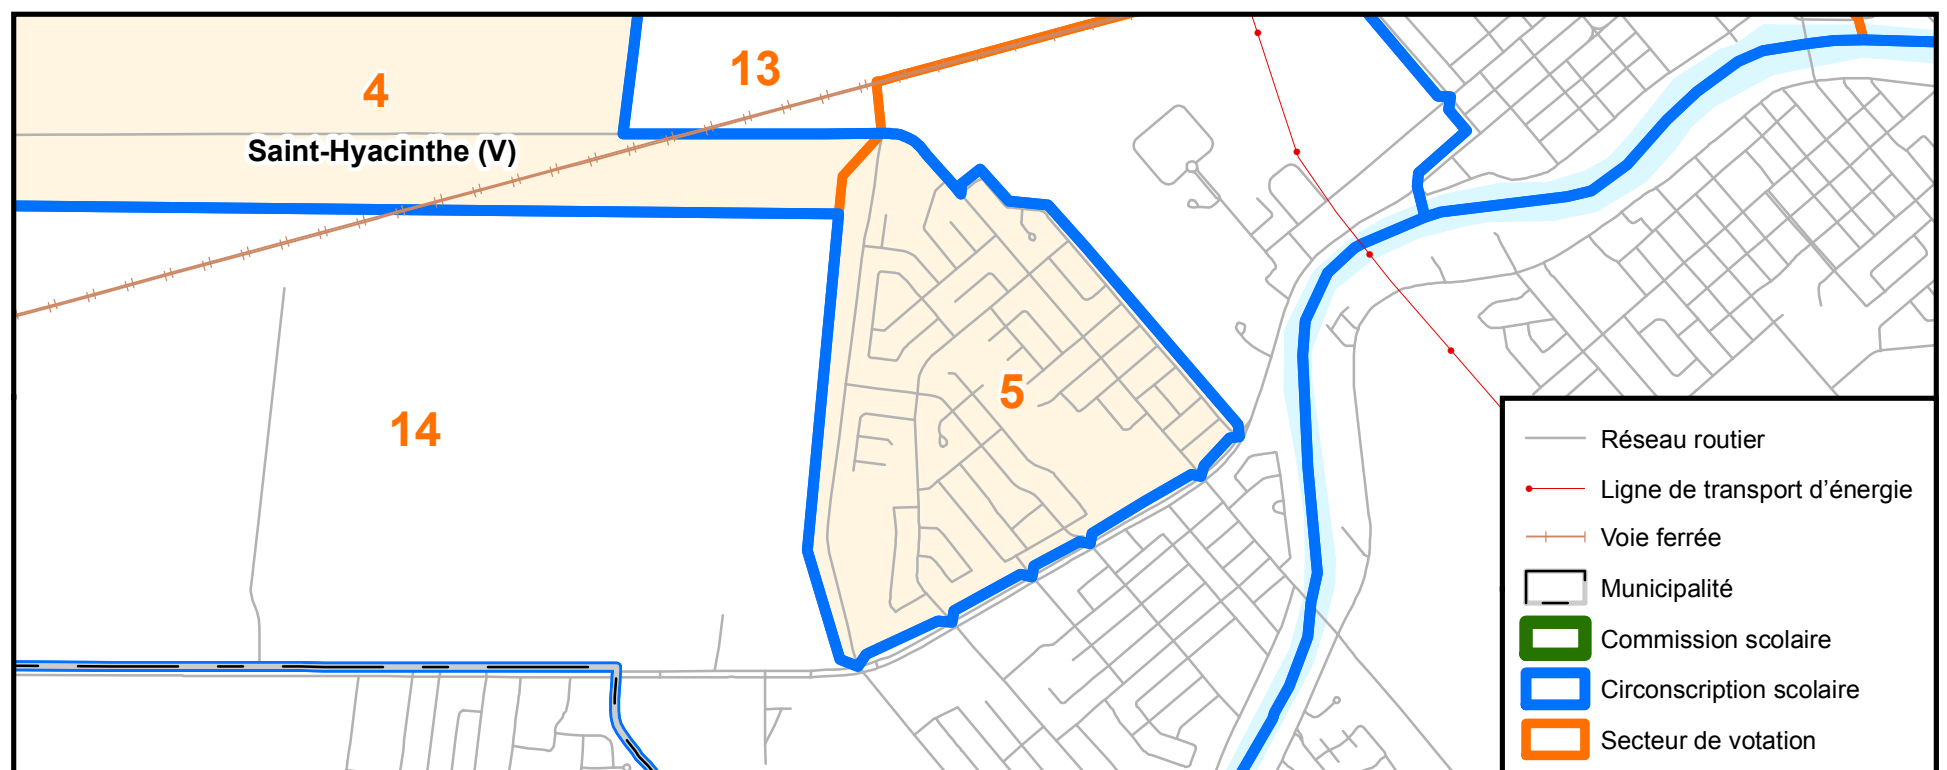 13
4
Saint-Hyacinthe (V)
5
14
Réseau routier
Ligne de transport d’énergie
Voie ferrée
Municipalité
Commission scolaire
Circonscription scolaire
Secteur de votation